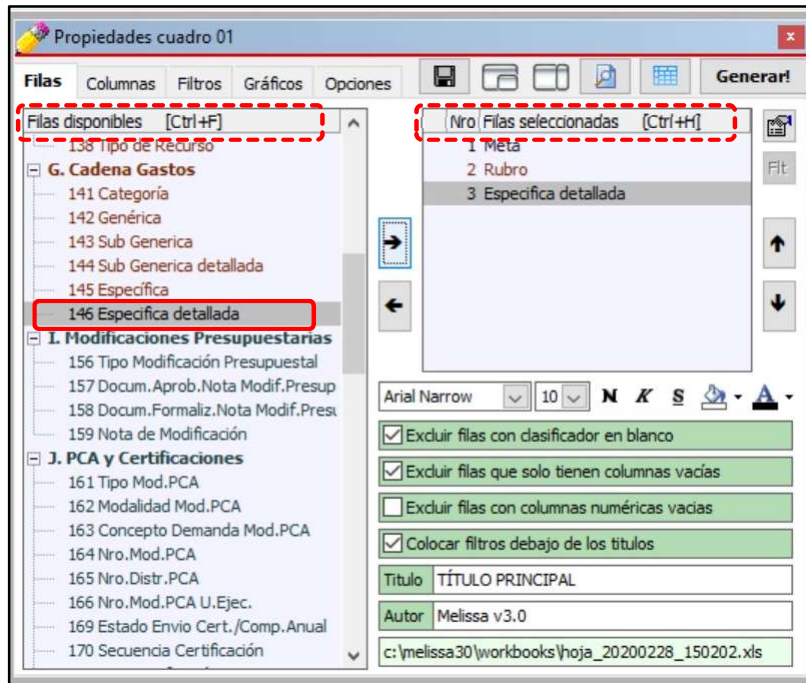 Propiedades cuadro 01
x
Filas Columnas Filtros Gráficos Opciones Generar!
Filas disponibles [Ctrl+F]
138 Tipo de Recurso
G. Cadena Gastos
141 Categoría
142 Genérica
143 Sub Generica
144 Sub Generica detallada
145 Específica
146 Especifica detallada
I. Modificaciones Presupuestarias
156 Tipo Modificación Presupuestal
157 Docum.Aprob.Nota Modif.Presup
158 Docum.Formaliz.Nota Modif.Presu
159 Nota de Modificación
J. PCA y Certificaciones
161 Tipo Mod.PCA
162 Modalidad Mod.PCA
163 Concepto Demanda Mod.PCA
164 Nro.Mod.PCA
165 Nro.Distr.PCA
166 Nro.Mod.PCA U.Ejec.
169 Estado Envio Cert./Comp.Anual
170 Secuencia Certificación
Nro Filas seleccionadas [Ctrl+H]
1 Meta
2 Rubro
3 Especifica detallada
Flt
Arial Narrow 10 N K S A
Excluir filas con clasificador en blanco
Excluir filas que solo tienen columnas vacías
Excluir filas con columnas numéricas vacias
Colocar filtros debajo de los titulos
Titulo TÍTULO PRINCIPAL
Autor Melissa v3.0
c:\melissa30\workbooks\hoja_20200228_150202.xls